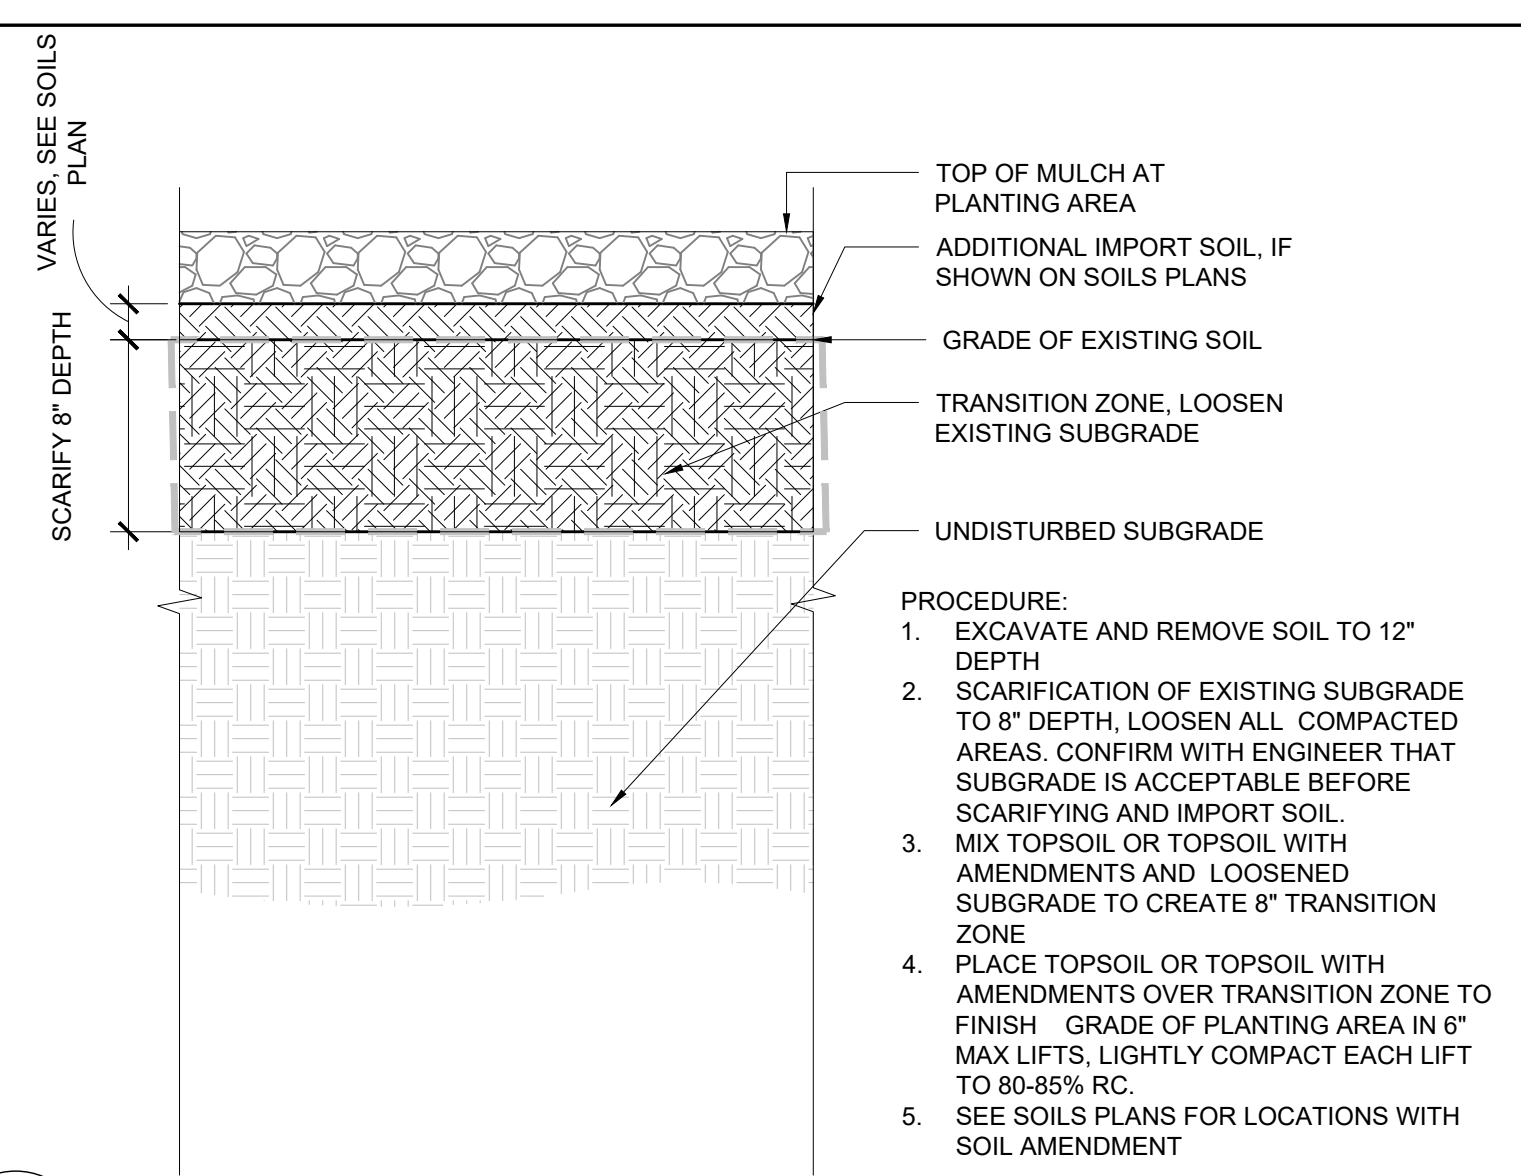 VARIES, SEE SOILS
PLAN
SCARIFY 8" DEPTH
TOP OF MULCH AT
PLANTING AREA
ADDITIONAL IMPORT SOIL, IF
SHOWN ON SOILS PLANS
GRADE OF EXISTING SOIL
TRANSITION ZONE, LOOSEN
EXISTING SUBGRADE
UNDISTURBED SUBGRADE
PROCEDURE:
1. EXCAVATE AND REMOVE SOIL TO 12"
DEPTH
2. SCARIFICATION OF EXISTING SUBGRADE
TO 8" DEPTH, LOOSEN ALL COMPACTED
AREAS. CONFIRM WITH ENGINEER THAT
SUBGRADE IS ACCEPTABLE BEFORE
SCARIFYING AND IMPORT SOIL.
3. MIX TOPSOIL OR TOPSOIL WITH
AMENDMENTS AND LOOSENED
SUBGRADE TO CREATE 8" TRANSITION
ZONE
4. PLACE TOPSOIL OR TOPSOIL WITH
AMENDMENTS OVER TRANSITION ZONE TO
FINISH GRADE OF PLANTING AREA IN 6"
MAX LIFTS, LIGHTLY COMPACT EACH LIFT
TO 80-85% RC.
5. SEE SOILS PLANS FOR LOCATIONS WITH
SOIL AMENDMENT